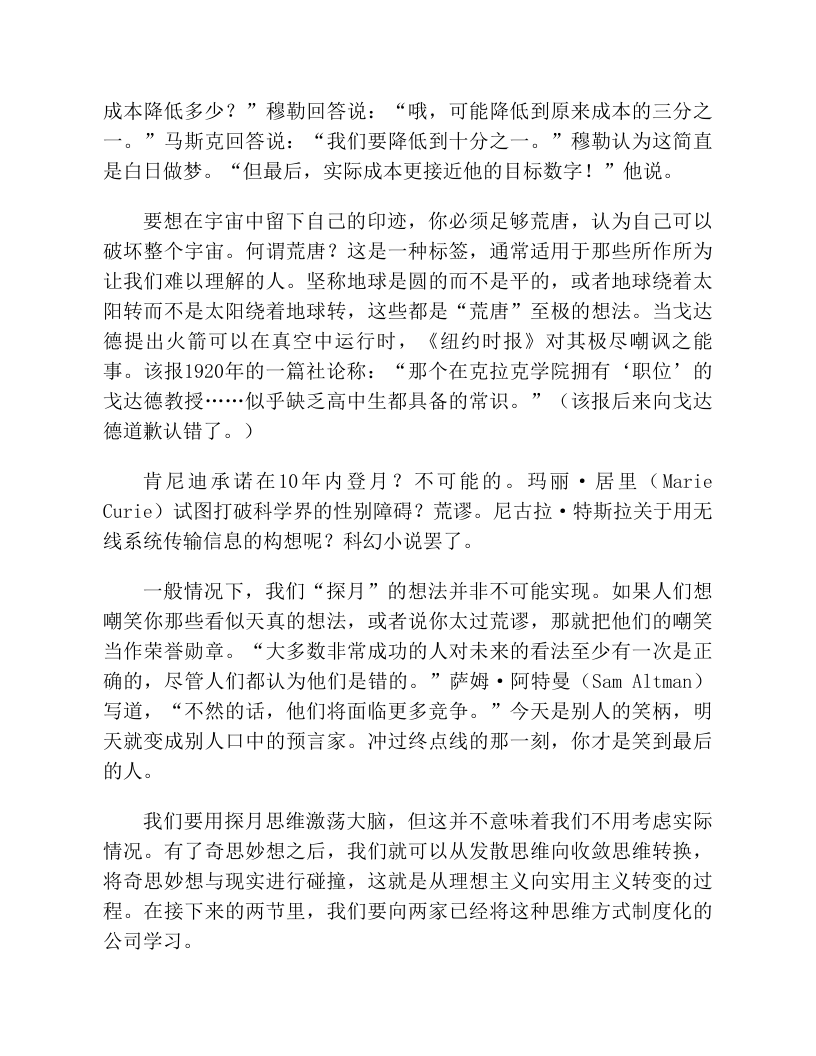 成本降低多少？”穆勒回答说：“哦，可能降低到原来成本的三分之
一。”马斯克回答说：“我们要降低到十分之一。”穆勒认为这简直
是白日做梦。“但最后，实际成本更接近他的目标数字！”他说。
要想在宇宙中留下自己的印迹，你必须足够荒唐，认为自己可以
破坏整个宇宙。何谓荒唐？这是一种标签，通常适用于那些所作所为
让我们难以理解的人。坚称地球是圆的而不是平的，或者地球绕着太
阳转而不是太阳绕着地球转，这些都是“荒唐”至极的想法。当戈达
德提出火箭可以在真空中运行时，《纽约时报》对其极尽嘲讽之能
事。该报1920年的一篇社论称：“那个在克拉克学院拥有‘职位’的
戈达德教授……似乎缺乏高中生都具备的常识。”（该报后来向戈达
德道歉认错了。）
肯尼迪承诺在10年内登月？不可能的。玛丽·居里（Marie
Curie）试图打破科学界的性别障碍？荒谬。尼古拉·特斯拉关于用无
线系统传输信息的构想呢？科幻小说罢了。
一般情况下，我们“探月”的想法并非不可能实现。如果人们想
嘲笑你那些看似天真的想法，或者说你太过荒谬，那就把他们的嘲笑
当作荣誉勋章。“大多数非常成功的人对未来的看法至少有一次是正
确的，尽管人们都认为他们是错的。”萨姆·阿特曼（Sam Altman）
写道，“不然的话，他们将面临更多竞争。”今天是别人的笑柄，明
天就变成别人口中的预言家。冲过终点线的那一刻，你才是笑到最后
的人。
我们要用探月思维激荡大脑，但这并不意味着我们不用考虑实际
情况。有了奇思妙想之后，我们就可以从发散思维向收敛思维转换，
将奇思妙想与现实进行碰撞，这就是从理想主义向实用主义转变的过
程。在接下来的两节里，我们要向两家已经将这种思维方式制度化的
公司学习。